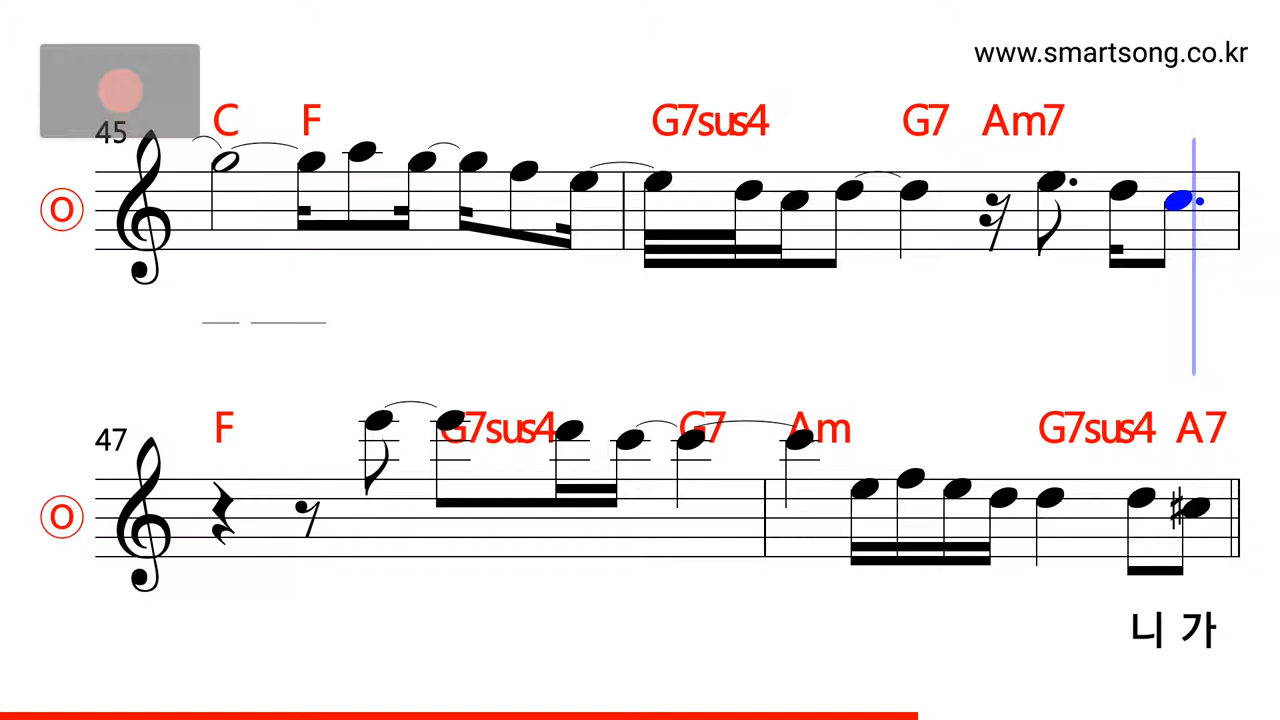 www.smartsong.co.kr
C F G7sus4 G7 Am7
45
O
F G7sus4 G7 Am G7sus4 A7
47
O
니 가